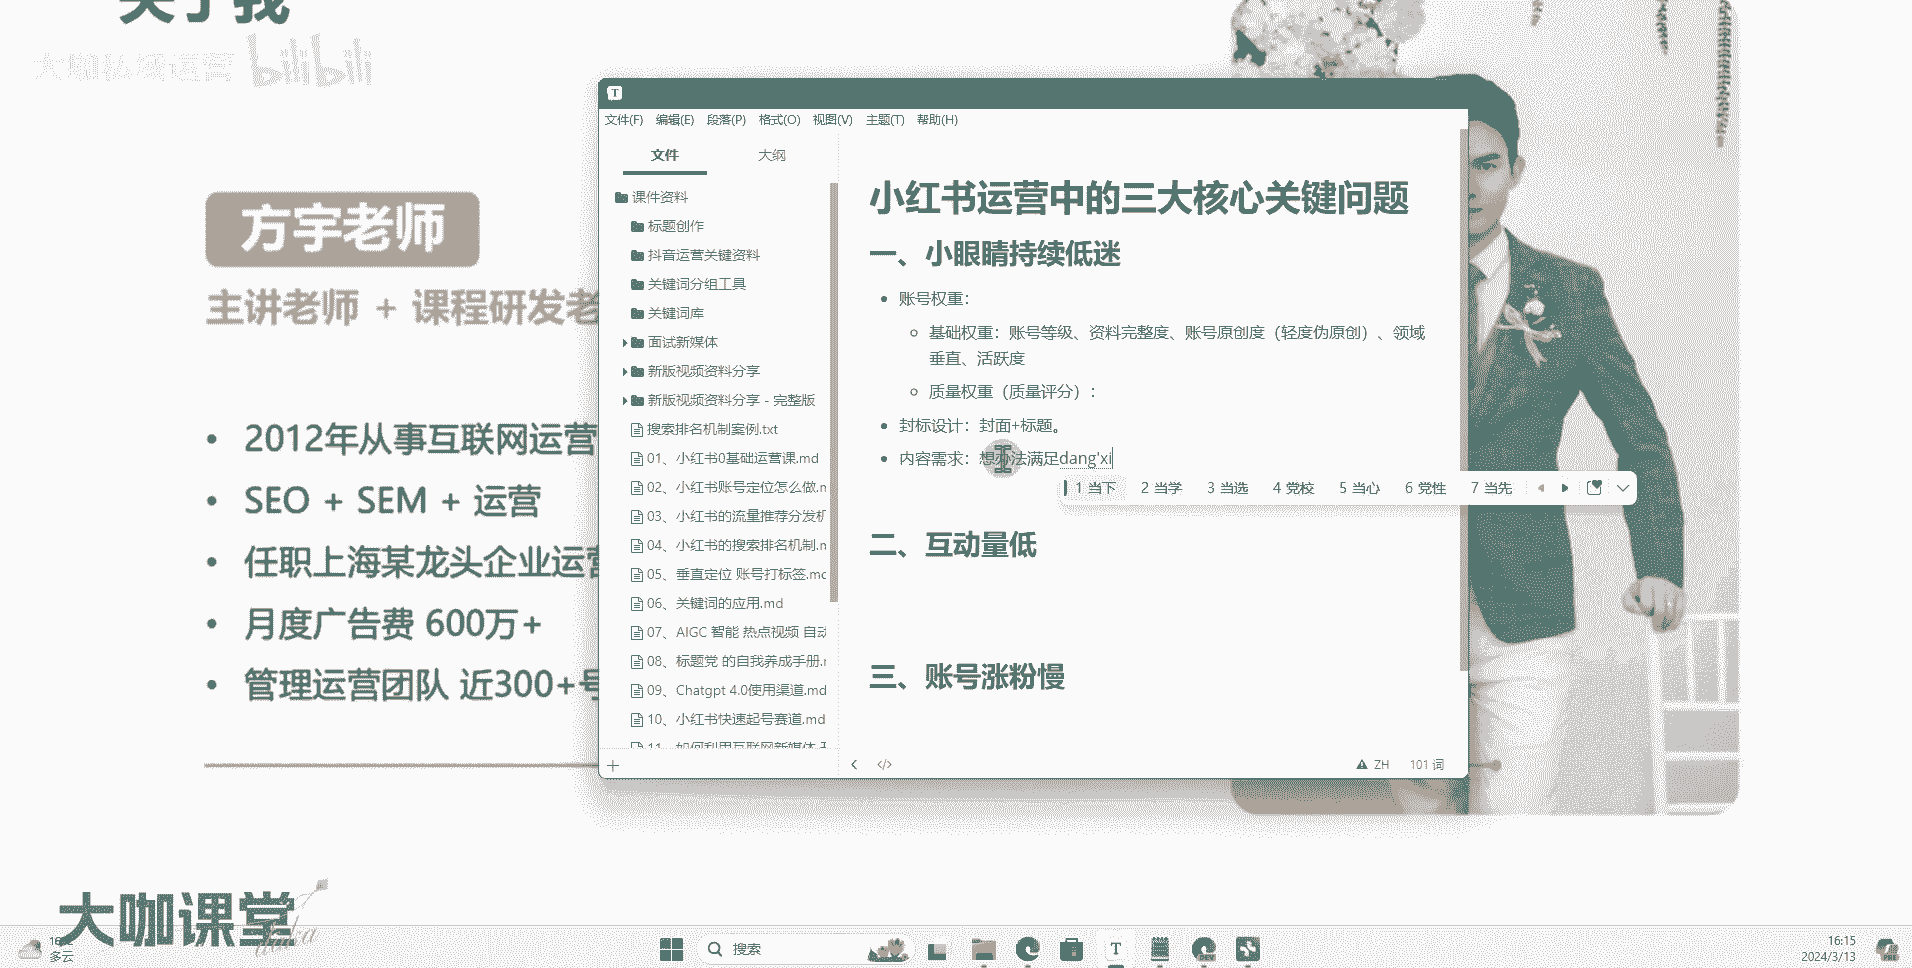 关于我
大咖私域运营 bilibili
方宇老师
主讲老师 + 课程研发老
2012年从事互联网运营
SEO + SEM + 运营
任职上海某龙头企业运营
月度广告费 600万+
管理运营团队 近300+号
大咖课堂
daka
T
文件(F) 编辑(E) 段落(P) 格式(O) 视图(V) 主题(T) 帮助(H)
文件 大纲
课件资料
标题创作
抖音运营关键资料
关键词分组工具
关键词库
面试新媒体
新版视频资料分享
新版视频资料分享 - 完整版
搜索排名机制案例.txt
01、小红书0基础运营课.md
02、小红书账号定位怎么做.m
03、小红书的流量推荐分发机
04、小红书的搜索排名机制.m
05、垂直定位 账号打标签.md
06、关键词的应用.md
07、AIGC 智能 热点视频 自动
08、标题党 的自我养成手册.m
09、Chatgpt 4.0使用渠道.md
10、小红书快速起号赛道.md
11、如何利用互联网新媒体
小红书运营中的三大核心关键问题
一、小眼睛持续低迷
账号权重：
基础权重：账号等级、资料完整度、账号原创度（轻度伪原创）、领域
垂直、活跃度
质量权重（质量评分）：
封标设计：封面+标题。
内容需求：想办法满足dang'xi
1 当下 2 当学 3 当选 4 党校 5 当心 6 党性 7 当先
二、互动量低
三、账号涨粉慢
ZH 101 词
多云
搜索
T
DEV
16:15
2024/3/13
PRE